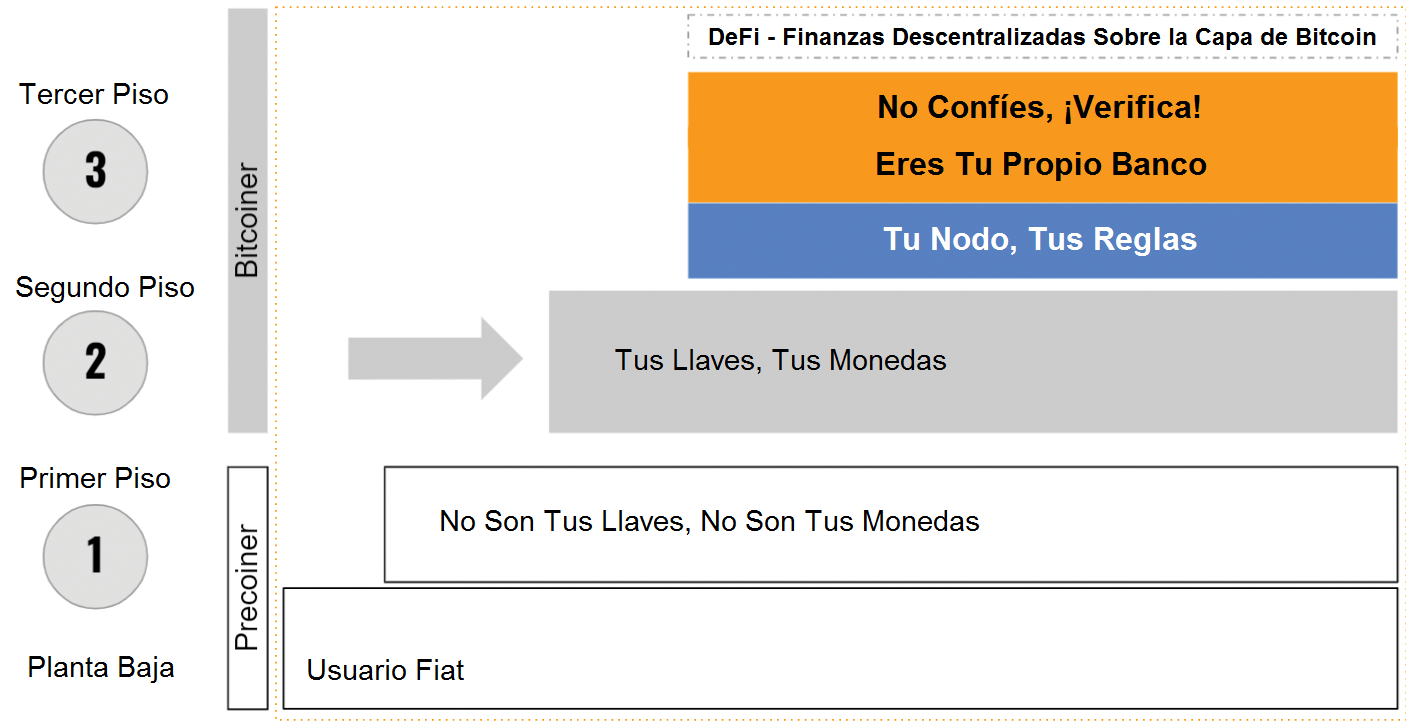 DeFi - Finanzas Descentralizadas Sobre la Capa de Bitcoin
Tercer Piso
3
No Confíes, ¡Verifica!
Eres Tu Propio Banco
Tu Nodo, Tus Reglas
Bitcoiner
Segundo Piso
2
Tus Llaves, Tus Monedas
Primer Piso
1
No Son Tus Llaves, No Son Tus Monedas
Precoiner
Planta Baja
Usuario Fiat